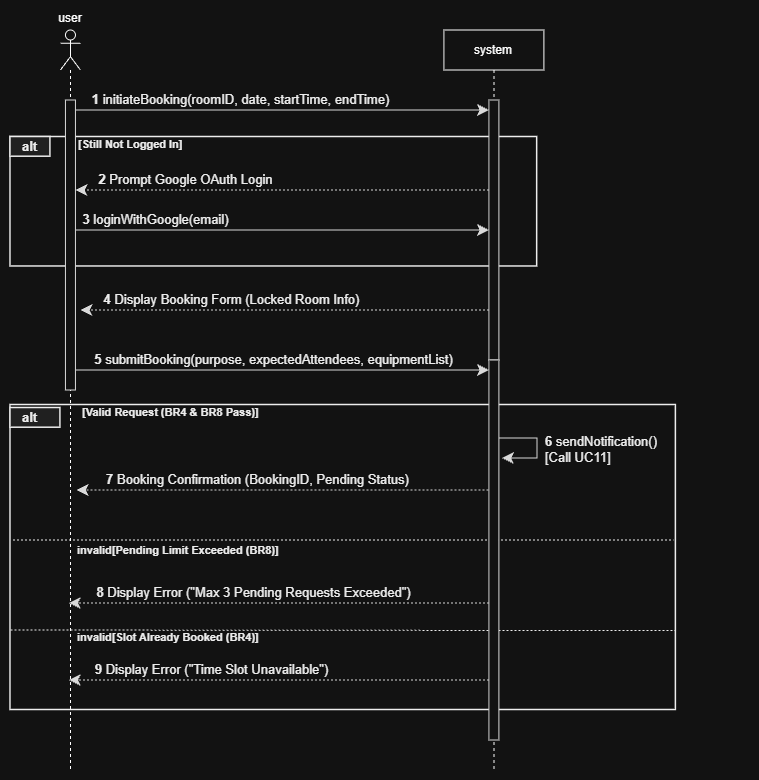 user
system
1 initiateBooking(roomID, date, startTime, endTime)
alt
[Still Not Logged In]
2 Prompt Google OAuth Login
3 loginWithGoogle(email)
4 Display Booking Form (Locked Room Info)
5 submitBooking(purpose, expectedAttendees, equipmentList)
alt
[Valid Request (BR4 & BR8 Pass)]
6 sendNotification()
[Call UC11]
7 Booking Confirmation (BookingID, Pending Status)
invalid[Pending Limit Exceeded (BR8)]
8 Display Error ("Max 3 Pending Requests Exceeded")
invalid[Slot Already Booked (BR4)]
9 Display Error ("Time Slot Unavailable")